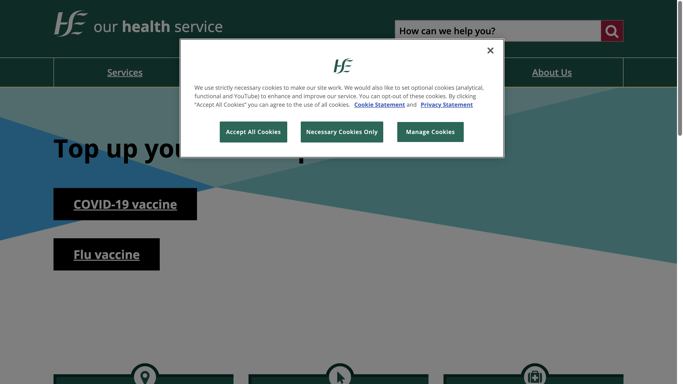 our health service
How can we help you?
Services
About Us
We use strictly necessary cookies to make our site work. We would also like to set optional cookies (analytical,
functional and YouTube) to enhance and improve our service. You can opt-out of these cookies. By clicking
"Accept All Cookies" you can agree to the use of all cookies. Cookie Statement and Privacy Statement
Accept All Cookies
Necessary Cookies Only
Manage Cookies
Top up you
COVID-19 vaccine
Flu vaccine